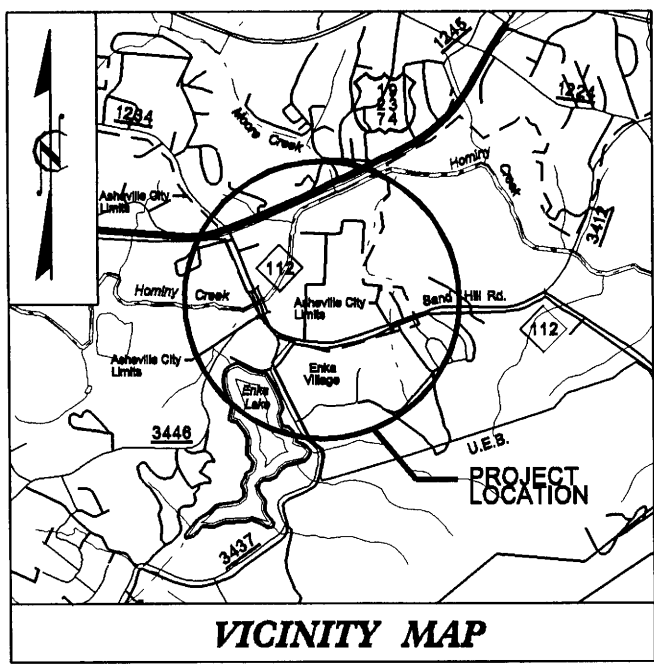 1245
19
23
74
1224
1284
Moore Creek
Hominy
Creek
Asheville City
Limits
3412
112
Hominy Creek
Asheville City
Limits
Sand Hill Rd.
112
Asheville City
Limits
Enka
Village
Enka
Lake
3446
U.E.B.
PROJECT
LOCATION
3437
VICINITY MAP